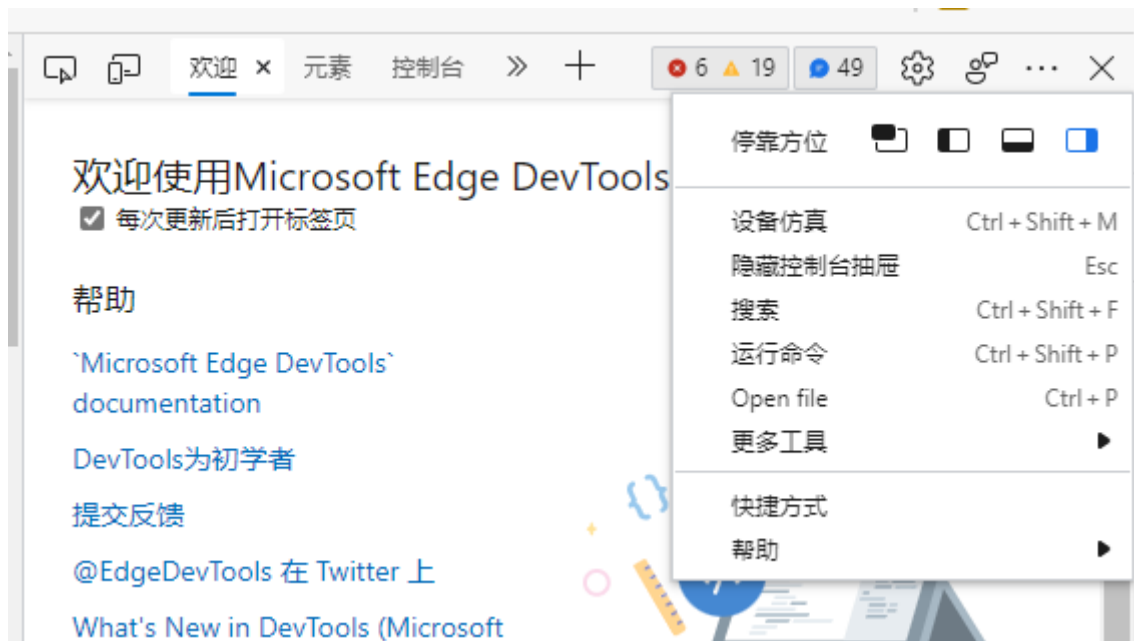 欢迎 元素 控制台 6 19 49
停靠方位
欢迎使用Microsoft Edge DevTools
每次更新后打开标签页
设备仿真 Ctrl + Shift + M
隐藏控制台抽屉 Esc
帮助
搜索 Ctrl + Shift + F
运行命令 Ctrl + Shift + P
`Microsoft Edge DevTools`
documentation
Open file Ctrl + P
更多工具
DevTools为初学者
提交反馈
快捷方式
帮助
@EdgeDevTools 在 Twitter 上
What's New in DevTools (Microsoft